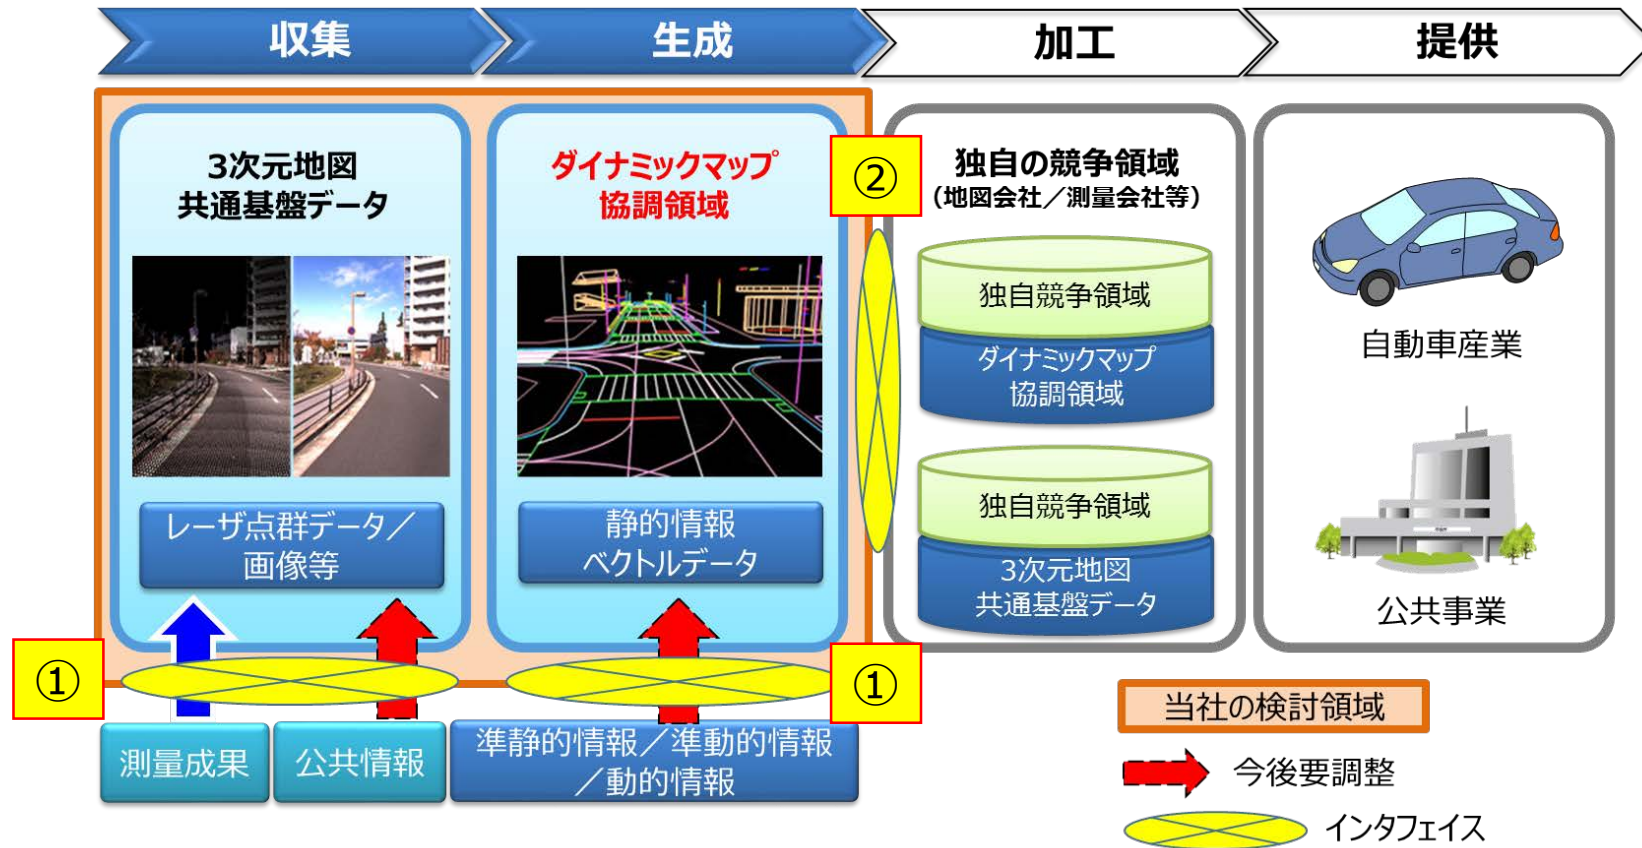 収集
生成
加工
提供
3次元地図
共通基盤データ
ダイナミックマップ
協調領域
②
独自の競争領域
（地図会社／測量会社等）
独自競争領域
ダイナミックマップ
協調領域
独自競争領域
3次元地図
共通基盤データ
自動車産業
公共事業
レーザ点群データ／
画像等
静的情報
ベクトルデータ
①
①
測量成果
公共情報
準静的情報／準動的情報
／動的情報
当社の検討領域
今後要調整
インタフェイス